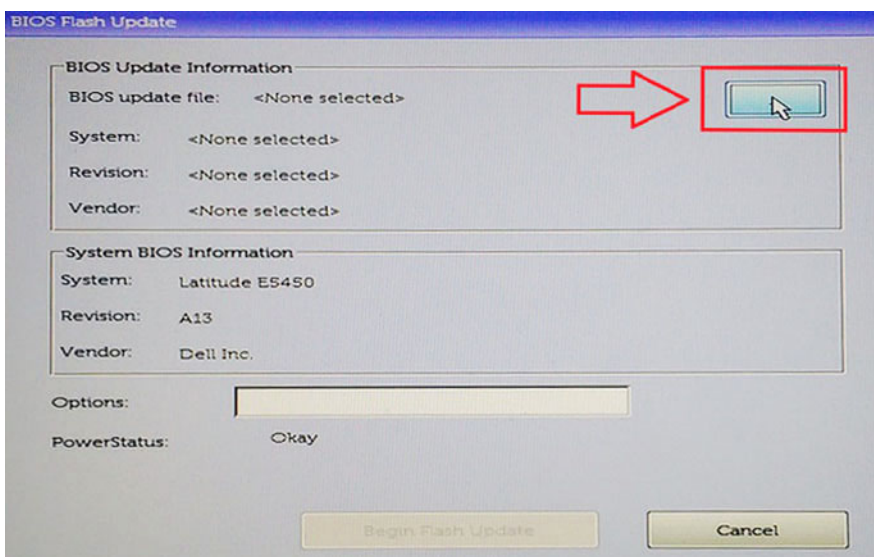 BIOS Flash Update
BIOS Update Information
BIOS update file: <None selected>
System: <None selected>
Revision: <None selected>
Vendor: <None selected>
System BIOS Information
System: Latitude E5450
Revision: A13
Vendor: Dell Inc.
Options:
PowerStatus: Okay
Begin Flash Update Cancel